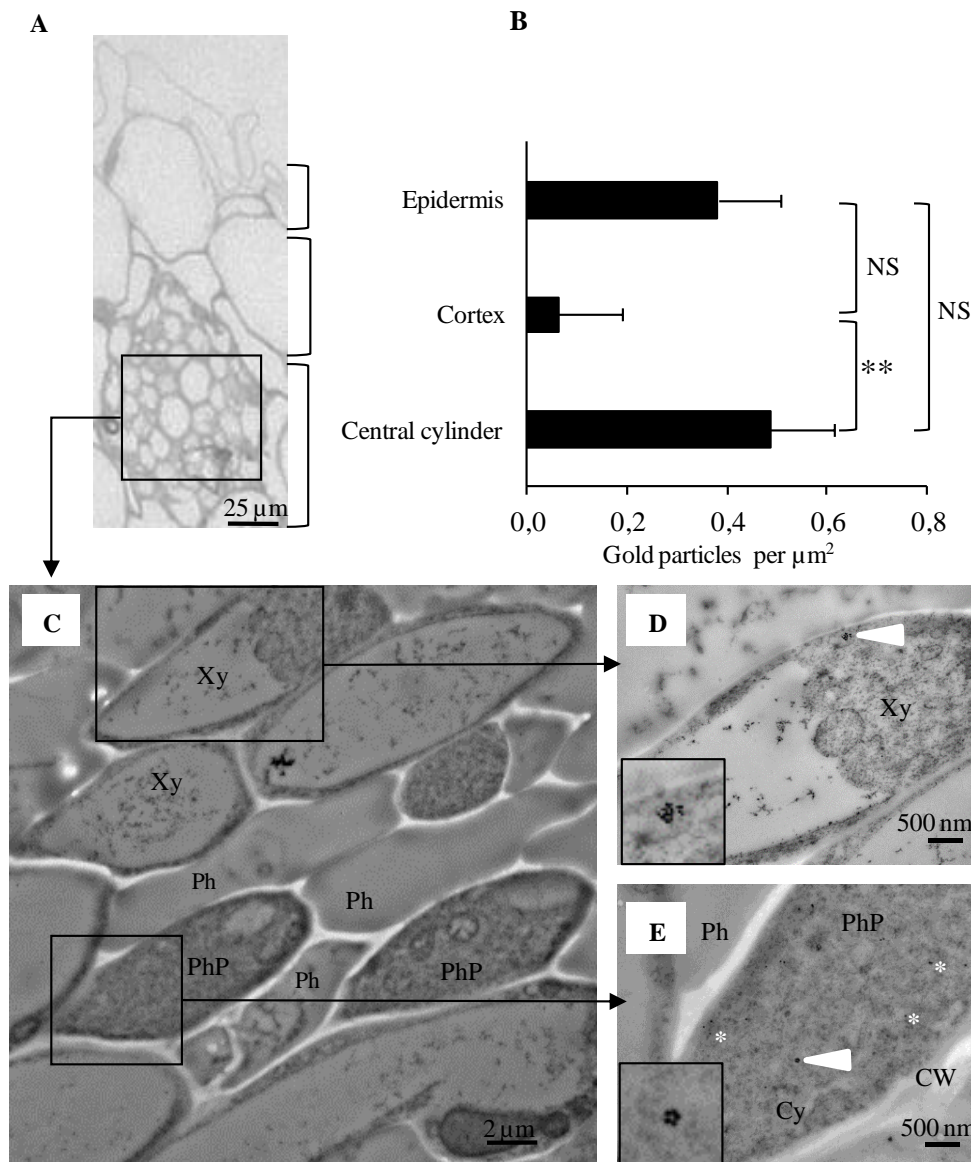 A
B
Epidermis
Cortex
Central cylinder
NS
**
NS
25 µm
0,0 0,2 0,4 0,6 0,8
Gold particles per µm²
C
Xy
Xy
Ph
Ph
PhP
Ph
PhP
2 µm
D
Xy
500 nm
E
Ph
PhP
*
*
*
Cy
CW
500 nm